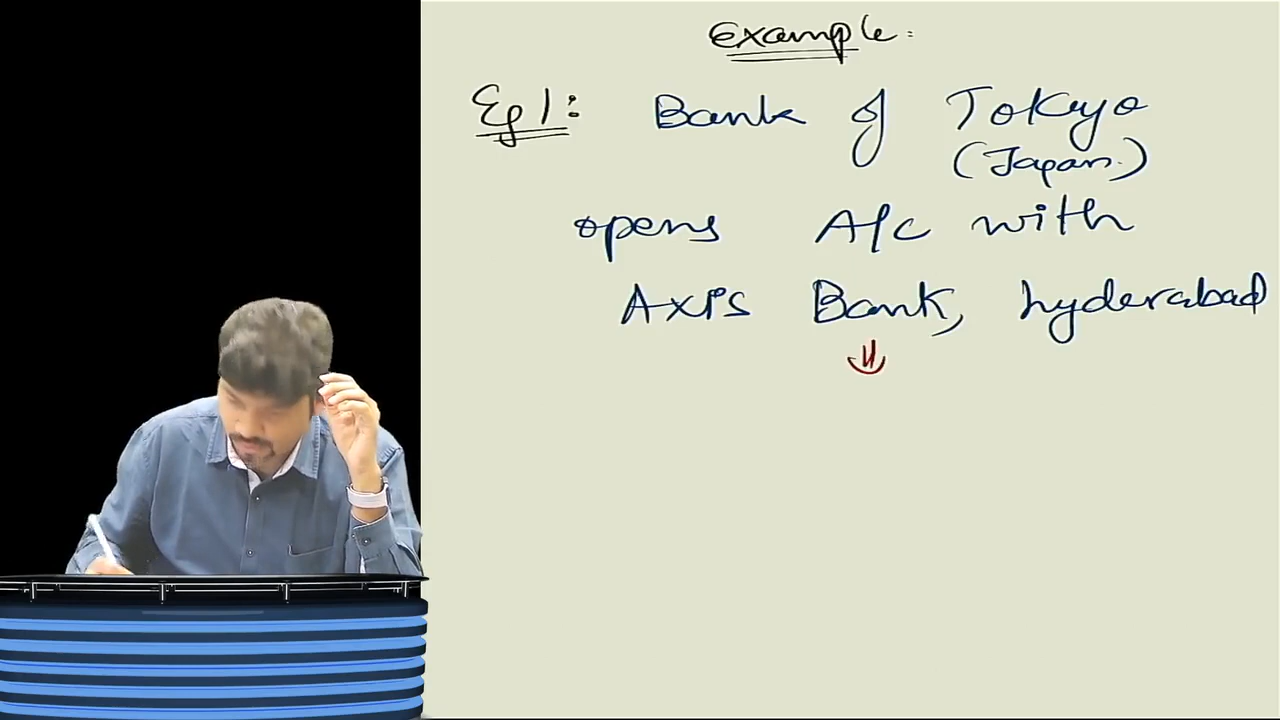 Example:
Eg 1: Bank of Tokyo
(Japan.)
opens A/c with
Axis Bank, hyderabad